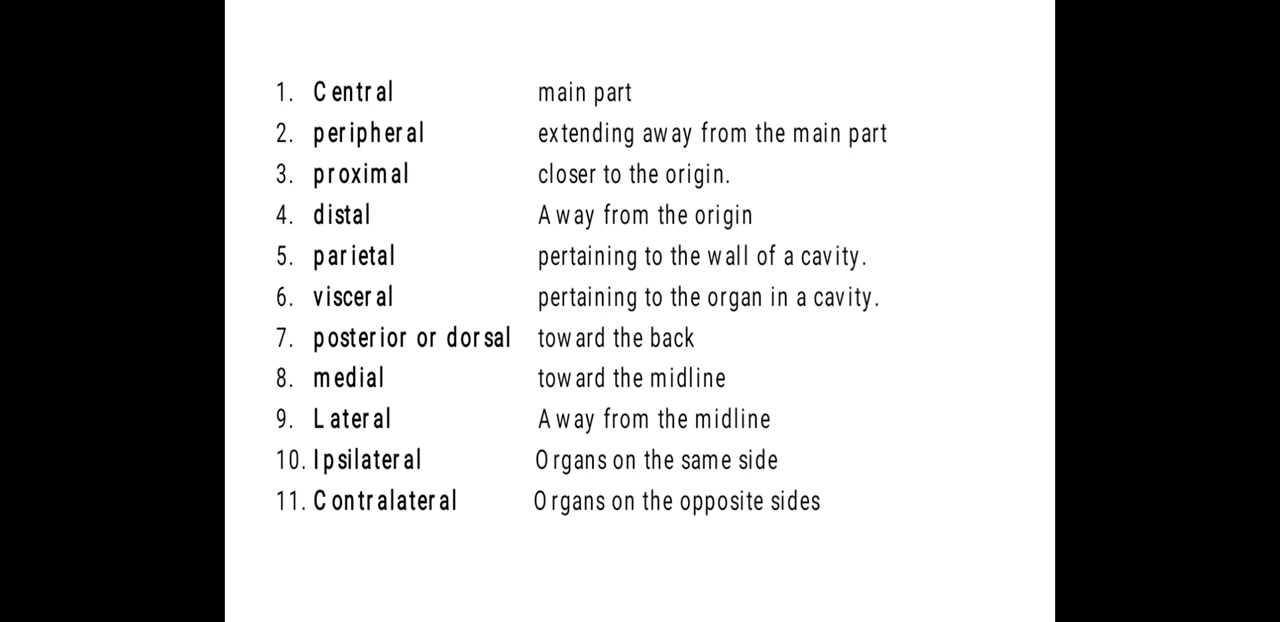 1. Central main part
2. peripheral extending away from the main part
3. proximal closer to the origin.
4. distal Away from the origin
5. parietal pertaining to the wall of a cavity.
6. visceral pertaining to the organ in a cavity.
7. posterior or dorsal toward the back
8. medial toward the midline
9. Lateral Away from the midline
10. Ipsilateral Organs on the same side
11. Contralateral Organs on the opposite sides